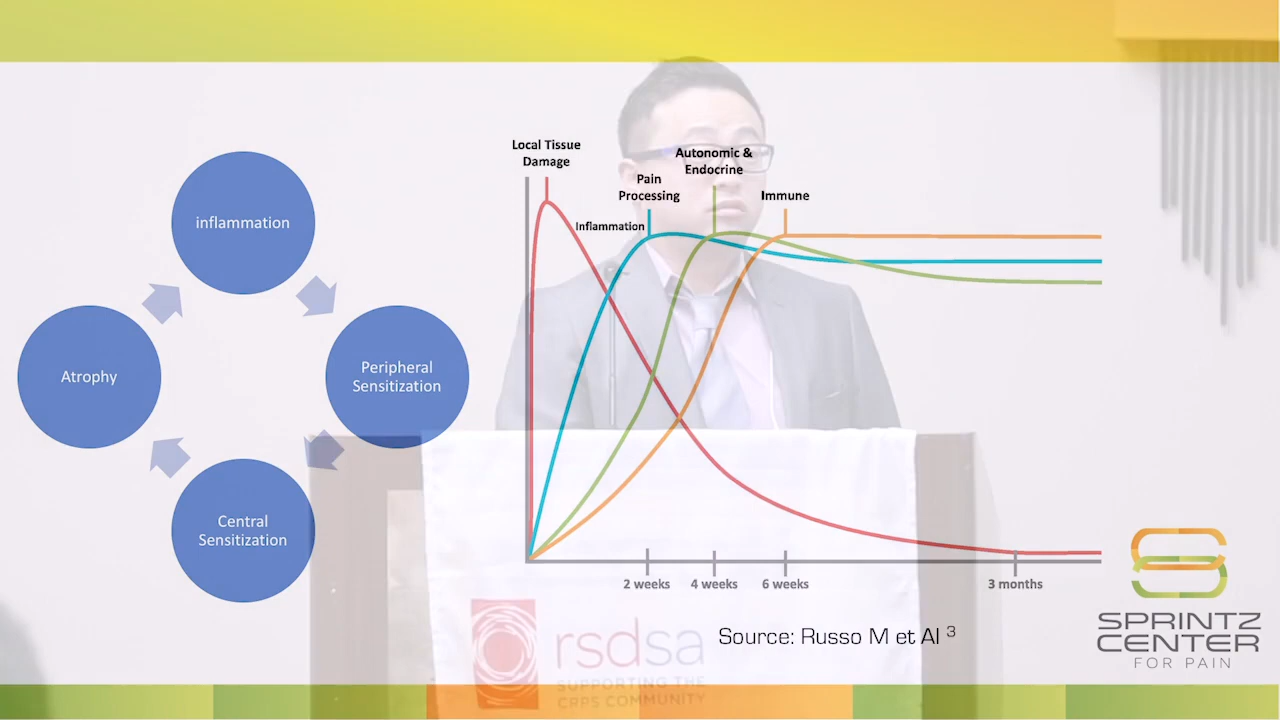 inflammation
Peripheral
Sensitization
Central
Sensitization
Atrophy
Local Tissue
Damage
Inflammation
Pain
Processing
Autonomic &
Endocrine
Immune
2 weeks
4 weeks
6 weeks
3 months
Source: Russo M et Al 3
rsdsa
SUPPORTING THE
CRPS COMMUNITY
SPRINTZ
CENTER
FOR PAIN